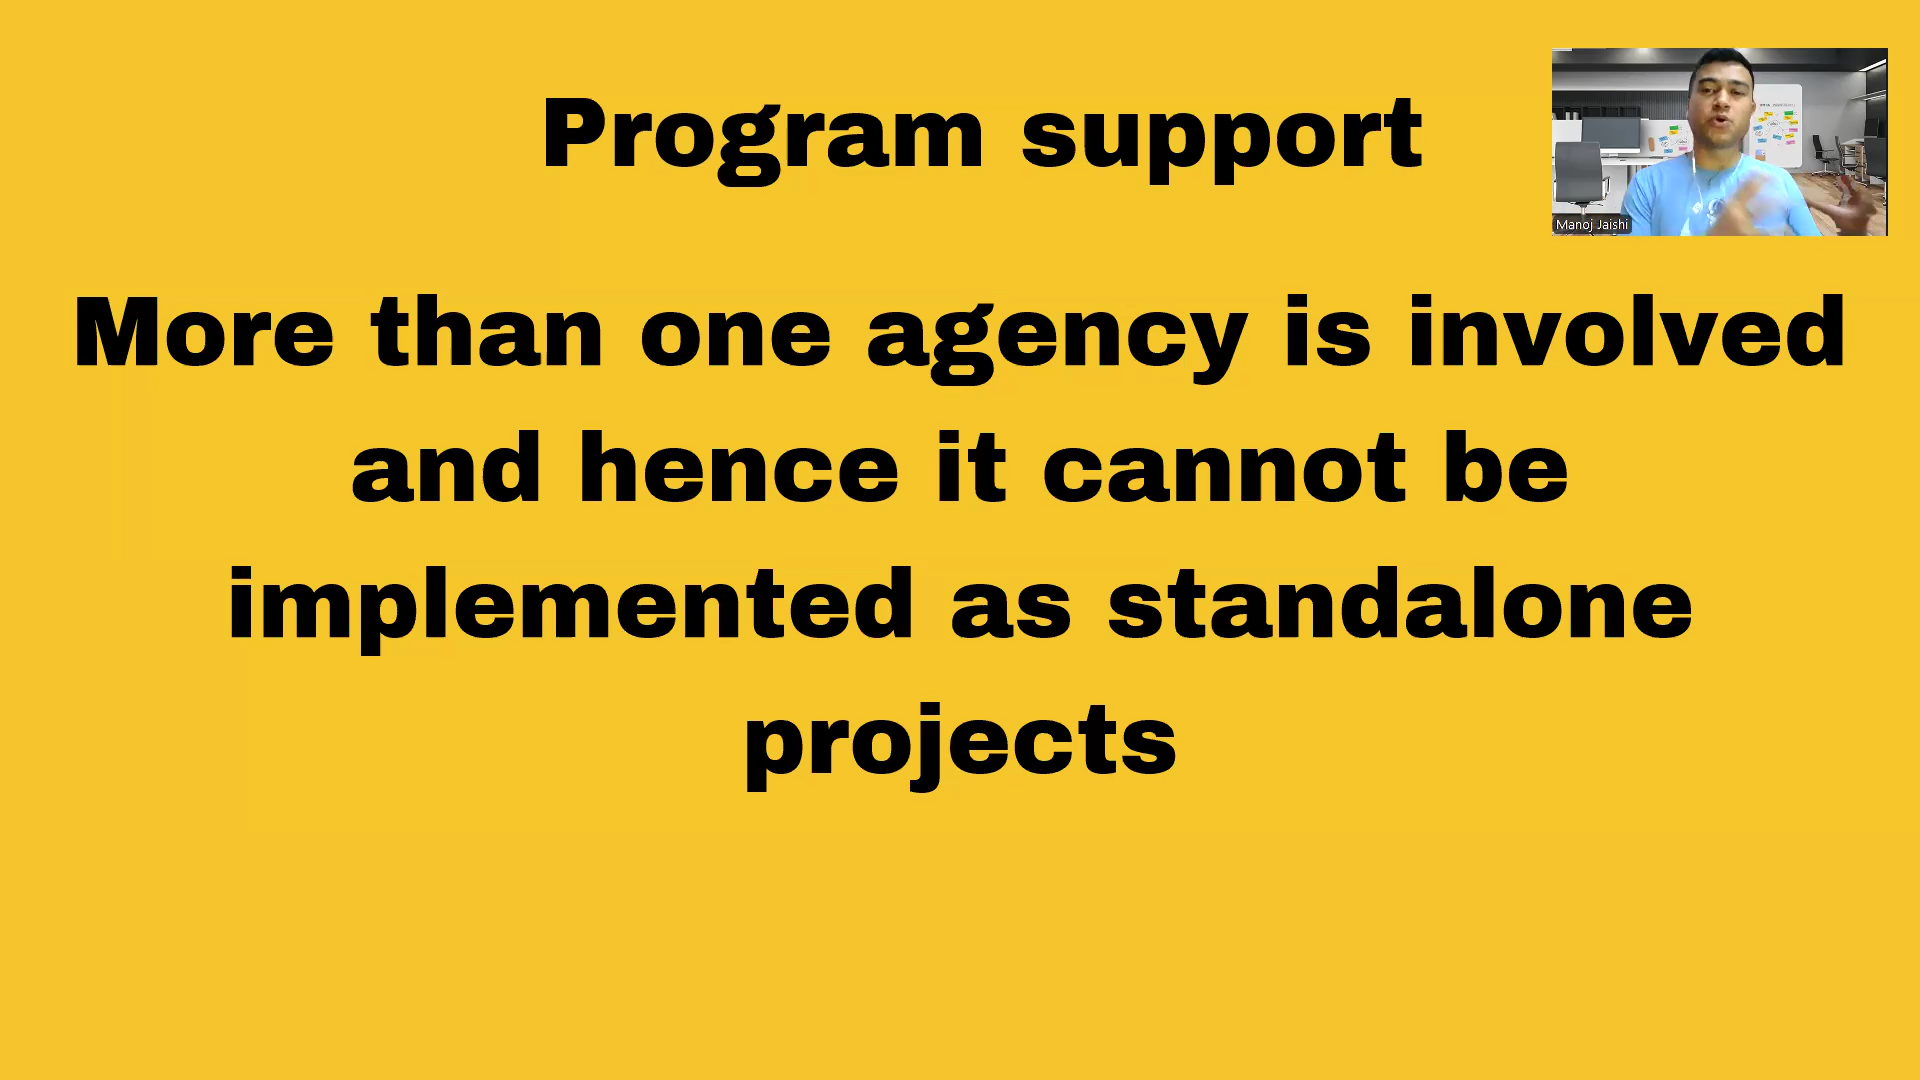 Program support
More than one agency is involved
and hence it cannot be
implemented as standalone
projects
Manoj Jaishi